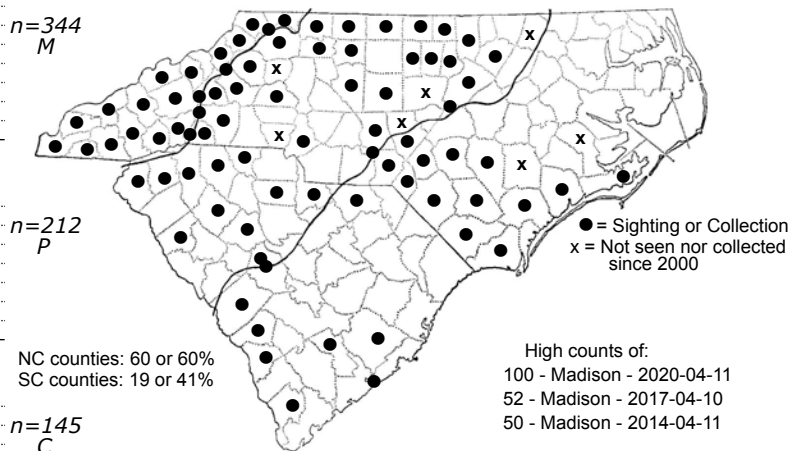 n=344
M
n=212
P
n=145
C
● = Sighting or Collection
x = Not seen nor collected
since 2000
NC counties: 60 or 60%
SC counties: 19 or 41%
High counts of:
100 - Madison - 2020-04-11
52 - Madison - 2017-04-10
50 - Madison - 2014-04-11
x
x
x
x
x
x
x